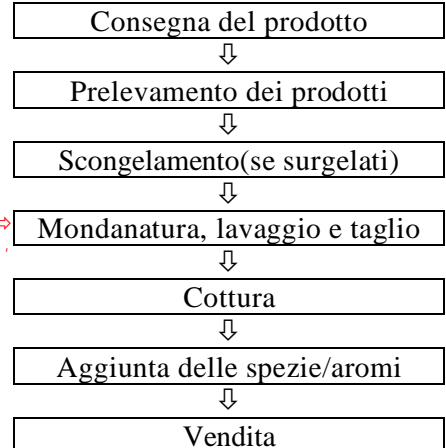 Consegna del prodotto
Prelevamento dei prodotti
Scongelamento(se surgelati)
Mondanatura, lavaggio e taglio
Cottura
Aggiunta delle spezie/aromi
Vendita